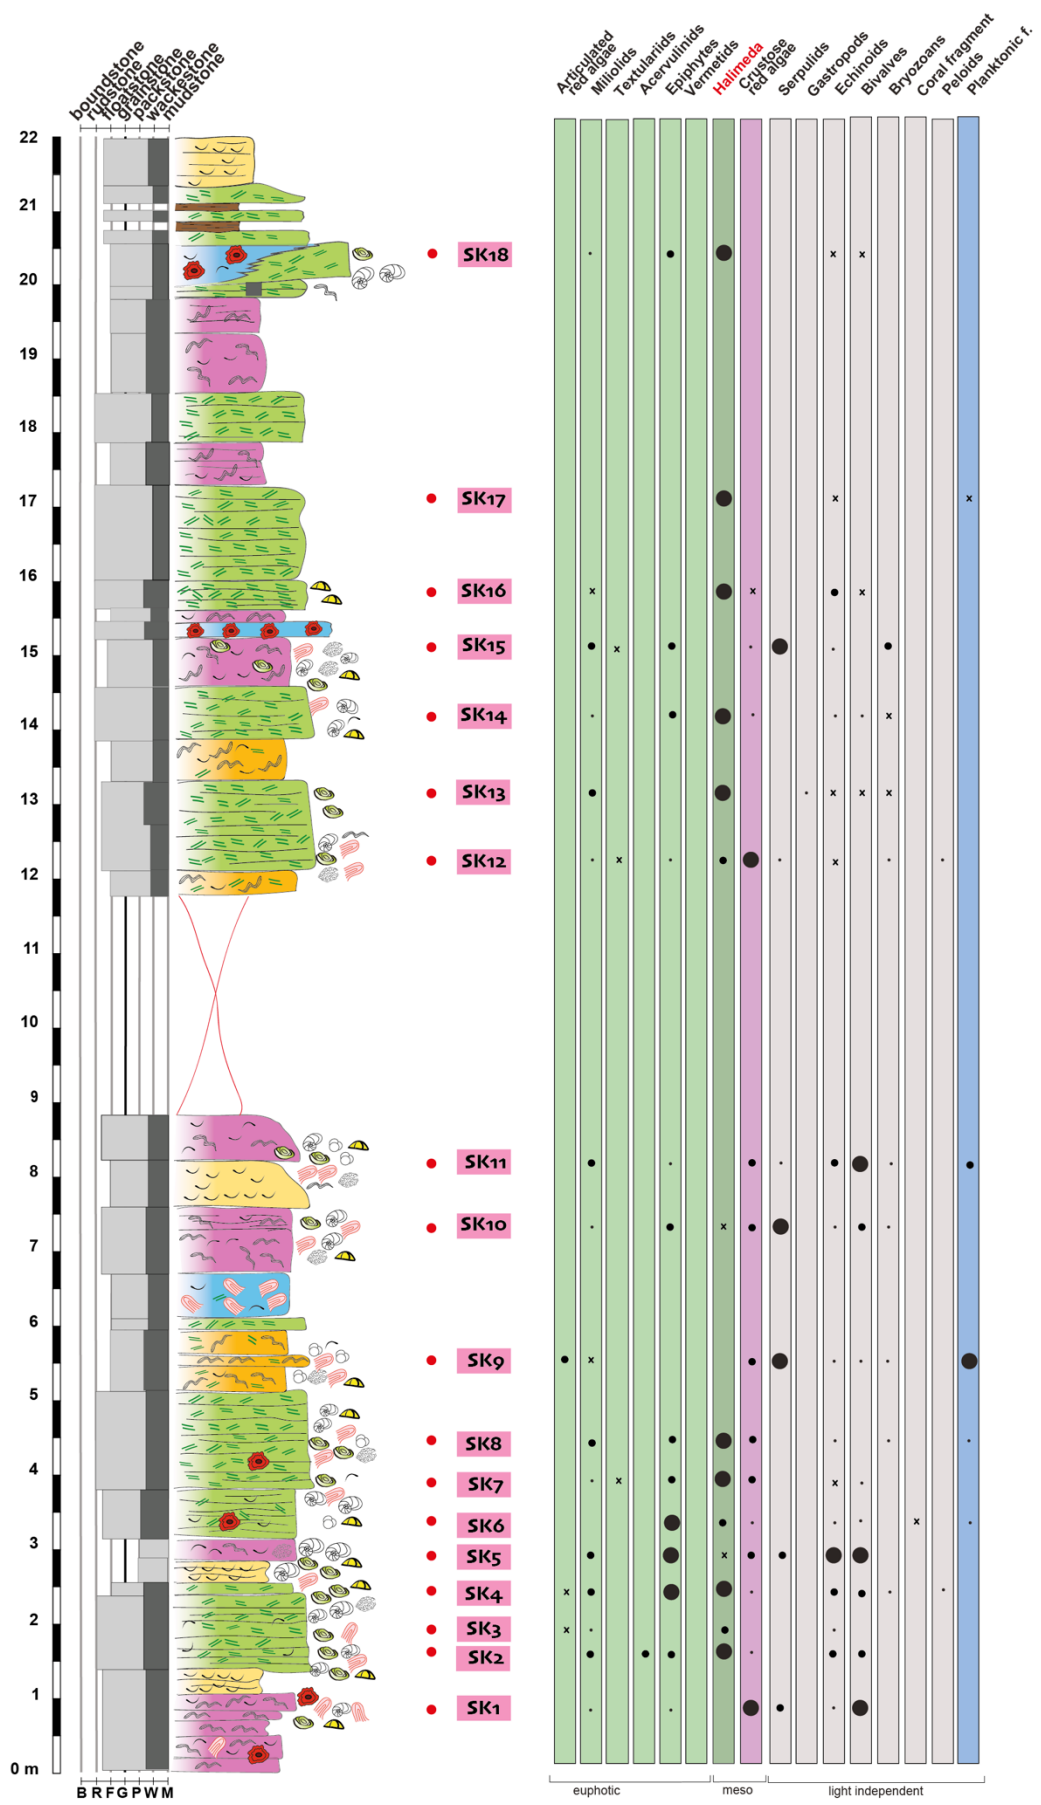 boundstone
rudstone
floatstone
grainstone
packstone
wackestone
mudstone
Articulated
red algae
Miliolids
Textulariids
Acervulinids
Epiphytes
Vermetids
Halimeda
Crustose
red algae
Serpulids
Gastropods
Echinoids
Bivalves
Bryozoans
Coral fragment
Peloids
Planktonic f.
22
21
SK18
20
19
18
17
SK17
16
SK16
15
SK15
14
SK14
13
SK13
12
SK12
11
10
9
8
SK11
7
SK10
6
SK9
5
SK8
4
SK7
SK6
3
SK5
SK4
2
SK3
SK2
1
SK1
0 m
B R F G P W M
euphotic
meso
light independent